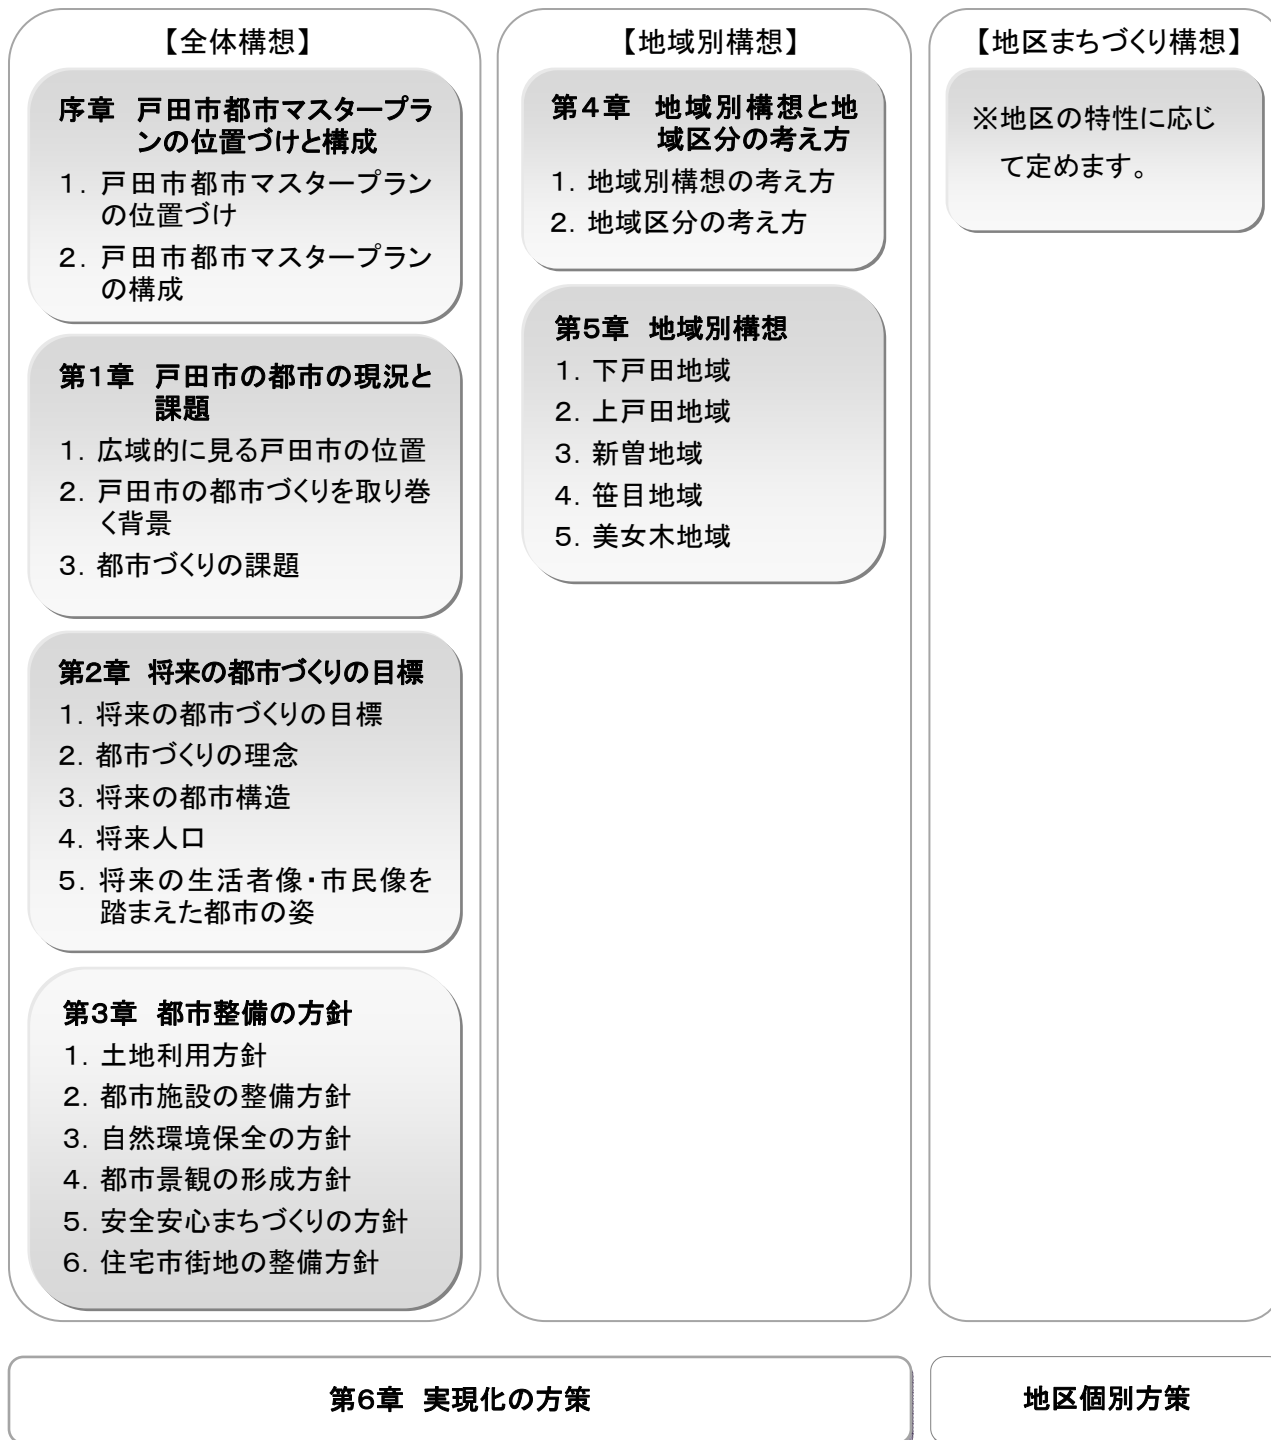 【全体構想】
序章　戸田市都市マスタープラ
ンの位置づけと構成
1．戸田市都市マスタープラン
の位置づけ
2．戸田市都市マスタープラン
の構成
第1章　戸田市の都市の現況と
課題
1．広域的に見る戸田市の位置
2．戸田市の都市づくりを取り巻
く背景
3．都市づくりの課題
第2章　将来の都市づくりの目標
1．将来の都市づくりの目標
2．都市づくりの理念
3．将来の都市構造
4．将来人口
5．将来の生活者像・市民像を
踏まえた都市の姿
第3章　都市整備の方針
1．土地利用方針
2．都市施設の整備方針
3．自然環境保全の方針
4．都市景観の形成方針
5．安全安心まちづくりの方針
6．住宅市街地の整備方針
【地域別構想】
第4章　地域別構想と地
域区分の考え方
1．地域別構想の考え方
2．地域区分の考え方
第5章　地域別構想
1．下戸田地域
2．上戸田地域
3．新曽地域
4．笹目地域
5．美女木地域
【地区まちづくり構想】
※地区の特性に応じ
て定めます。
第6章　実現化の方策
地区個別方策